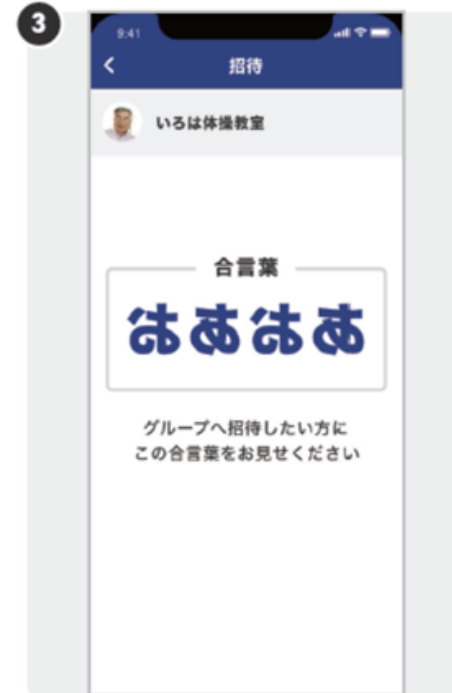 3
9:41
招待
いろは体操教室
合言葉
はあはあ
グループへ招待したい方に
この合言葉をお見せください